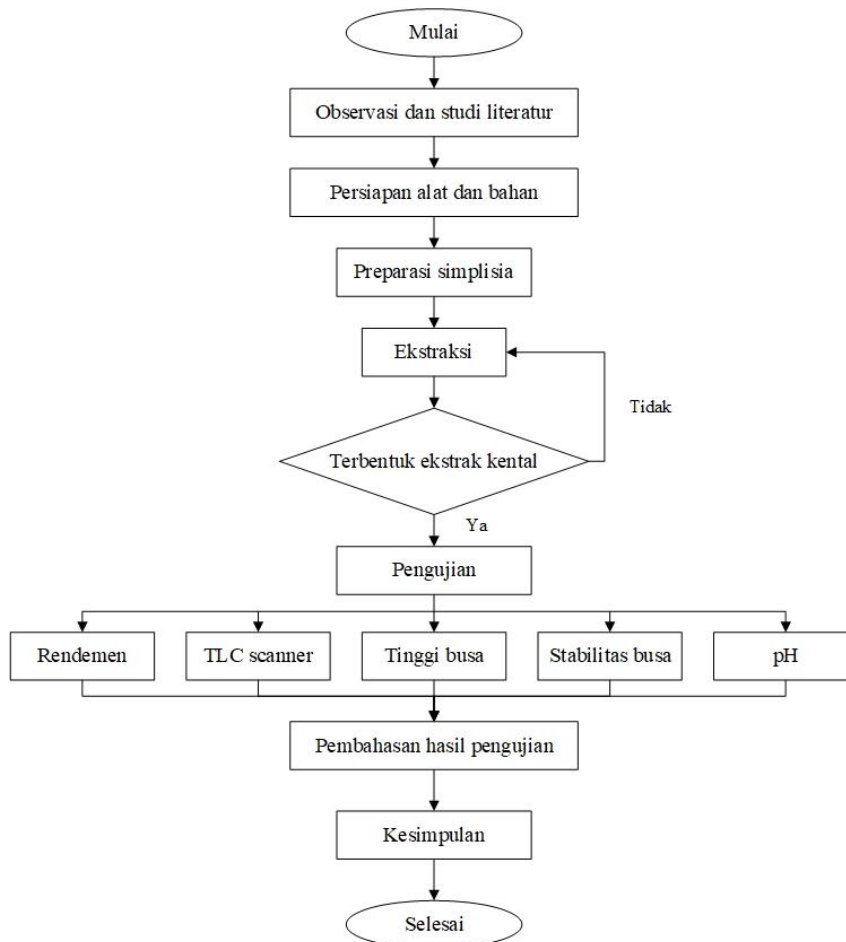 Mulai
Observasi dan studi literatur
Persiapan alat dan bahan
Preparasi simplisia
Ekstraksi
Tidak
Terbentuk ekstrak kental
Ya
Pengujian
Rendemen
TLC scanner
Tinggi busa
Stabilitas busa
pH
Pembahasan hasil pengujian
Kesimpulan
Selesai